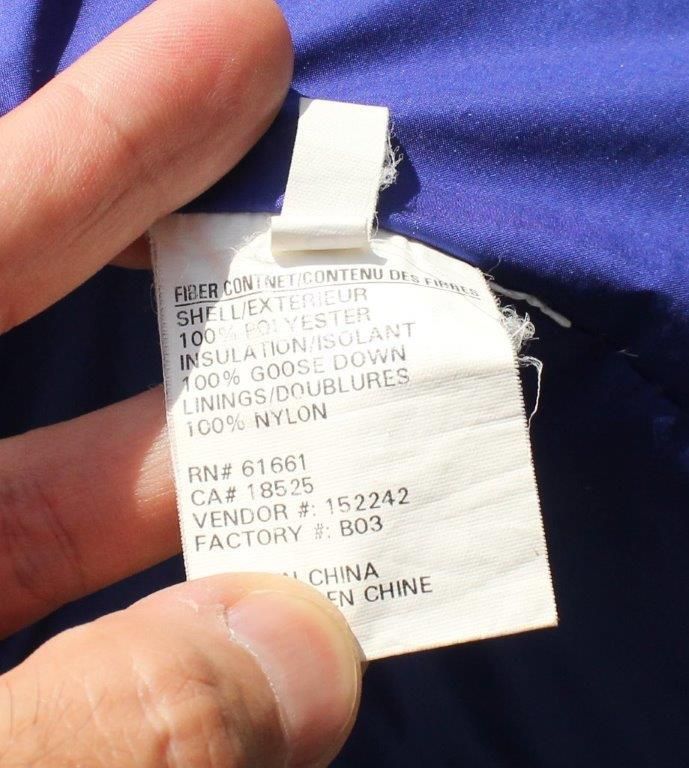 FIBER CONTNET/CONTENU DES FIBRES
SHELL/EXTERIEUR
100% POLYESTER
INSULATION/ISOLANT
100% GOOSE DOWN
LININGS/DOUBLURES
100% NYLON
RN# 61661
CA# 18525
VENDOR #: 152242
FACTORY #: B03
CHINA
EN CHINE